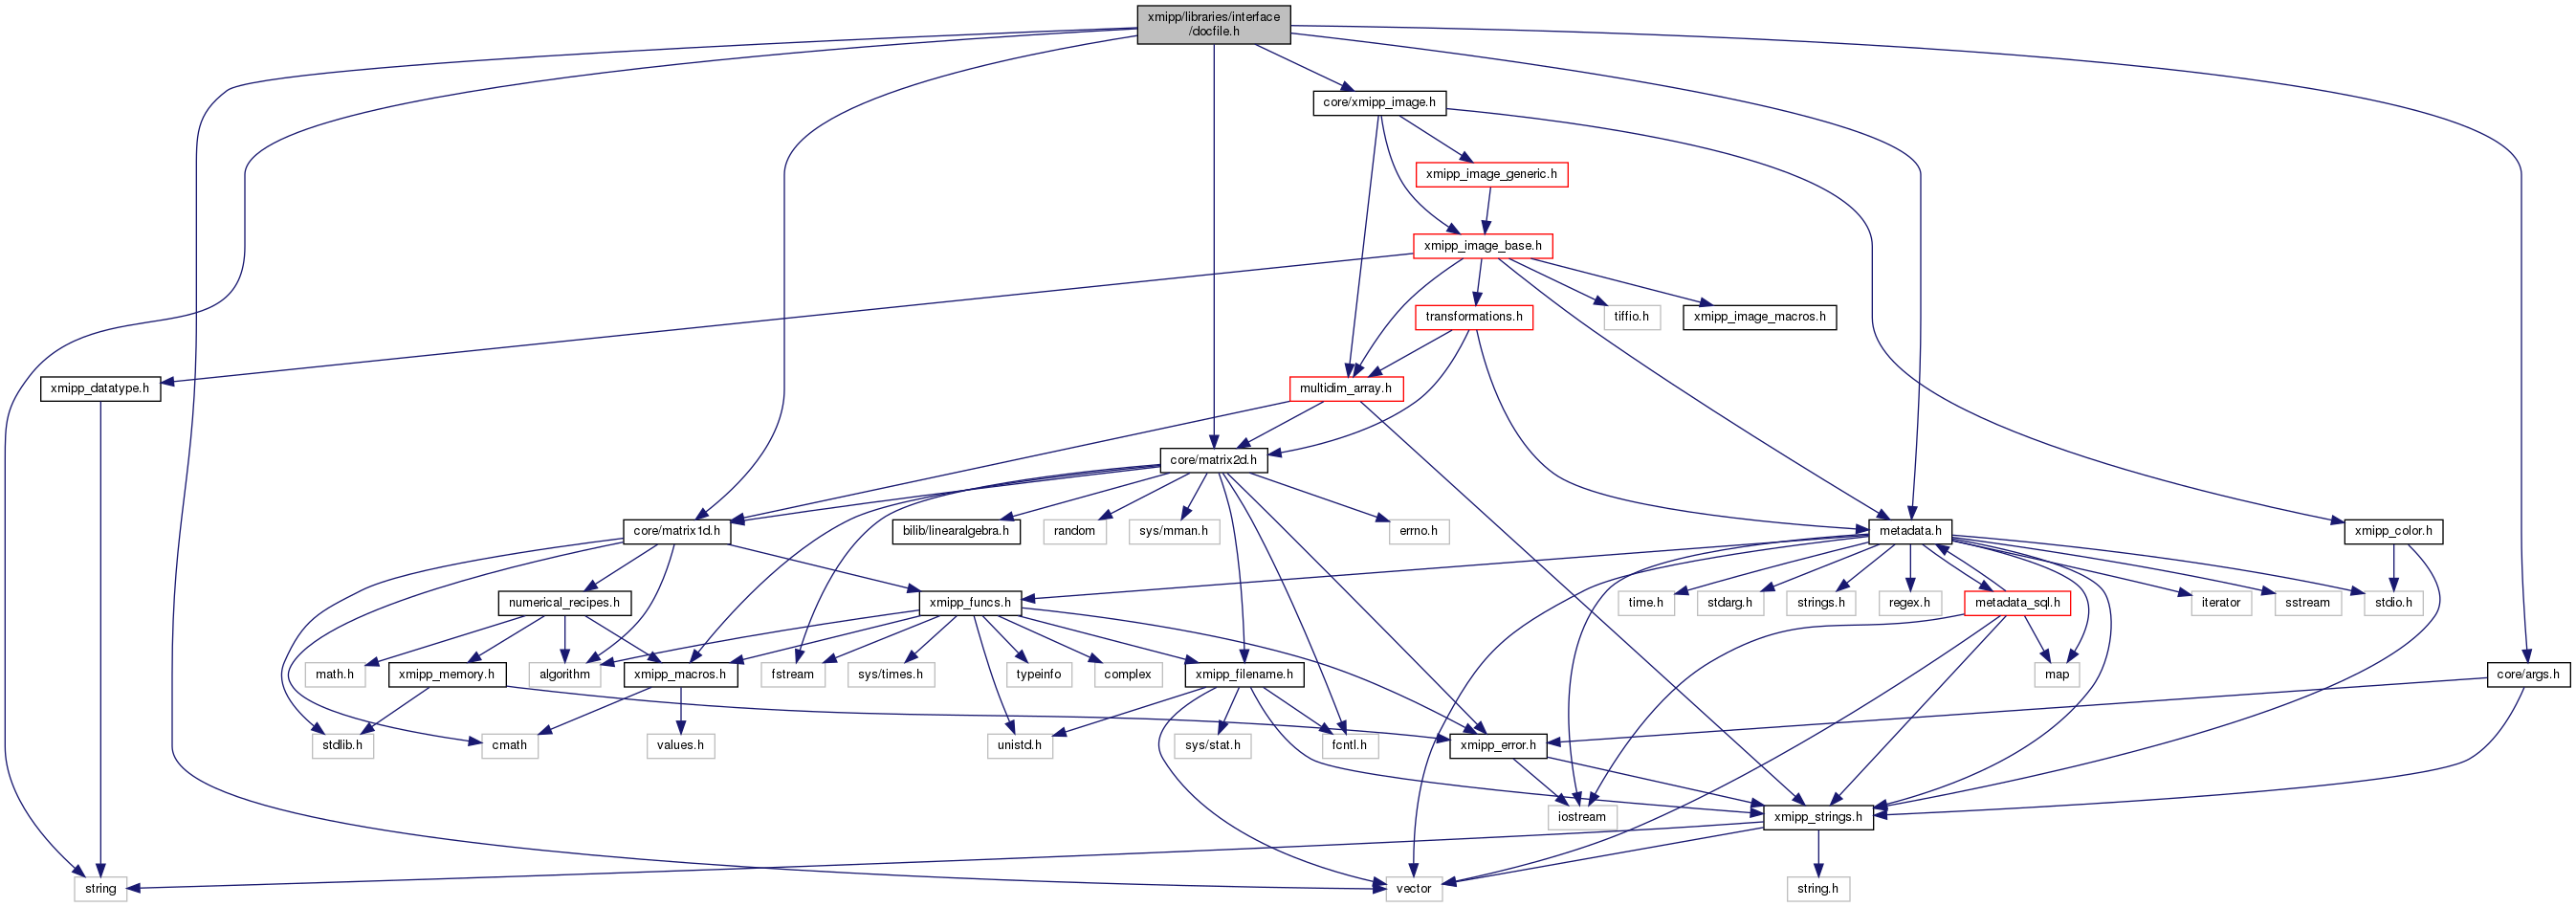 xmipp/libraries/interface
/docfile.h
core/xmipp_image.h
xmipp_image_generic.h
xmipp_image_base.h
transformations.h
tiffio.h
xmipp_image_macros.h
xmipp_datatype.h
multidim_array.h
core/matrix2d.h
core/matrix1d.h
bilib/linearalgebra.h
random
sys/mman.h
errno.h
metadata.h
xmipp_color.h
numerical_recipes.h
xmipp_funcs.h
time.h
stdarg.h
strings.h
regex.h
metadata_sql.h
iterator
sstream
stdio.h
math.h
xmipp_memory.h
algorithm
xmipp_macros.h
fstream
sys/times.h
typeinfo
complex
xmipp_filename.h
map
core/args.h
stdlib.h
cmath
values.h
unistd.h
sys/stat.h
fcntl.h
xmipp_error.h
iostream
xmipp_strings.h
string
vector
string.h